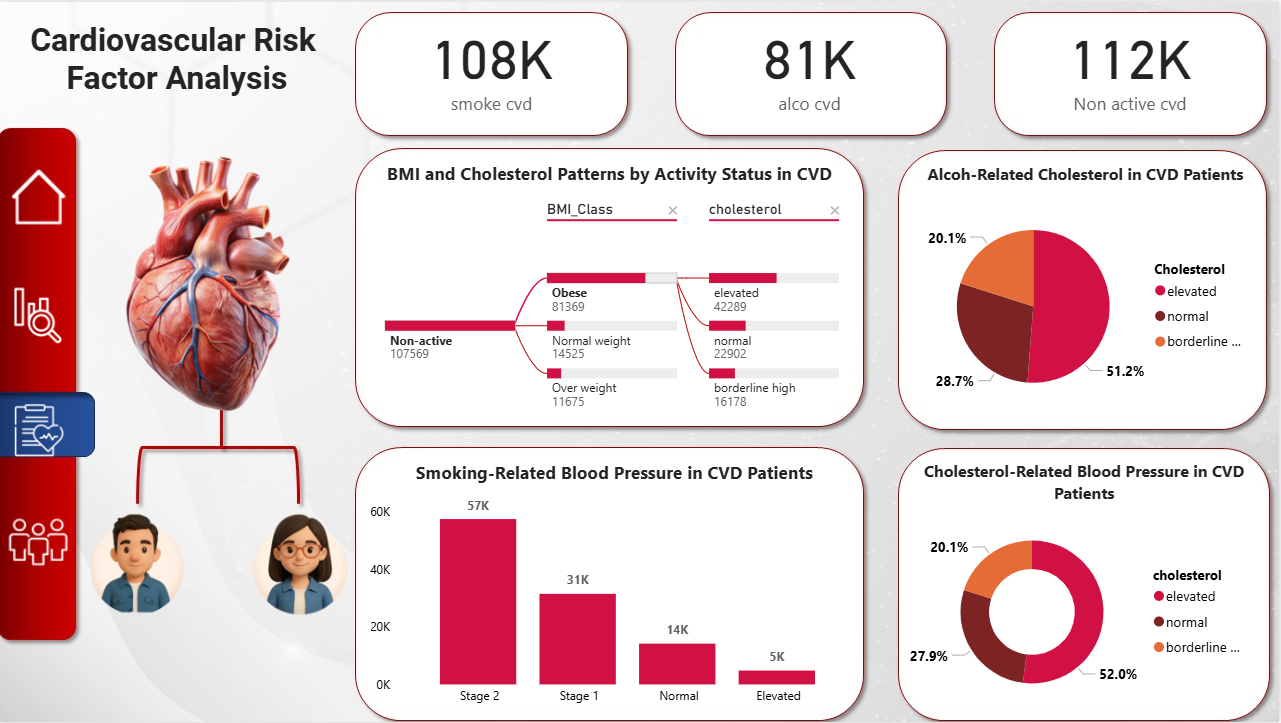 Cardiovascular Risk
Factor Analysis
108K
smoke cvd
81K
alco cvd
112K
Non active cvd
BMI and Cholesterol Patterns by Activity Status in CVD
BMI_Class ×
cholesterol ×
Non-active
107569
Obese
81369
Normal weight
14525
Over weight
11675
elevated
42289
normal
22902
borderline high
16178
Alcoh-Related Cholesterol in CVD Patients
20.1%
28.7%
51.2%
Cholesterol
elevated
normal
borderline ...
Smoking-Related Blood Pressure in CVD Patients
60K
40K
20K
0K
57K
31K
14K
5K
Stage 2
Stage 1
Normal
Elevated
Cholesterol-Related Blood Pressure in CVD
Patients
20.1%
27.9%
52.0%
cholesterol
elevated
normal
borderline ...